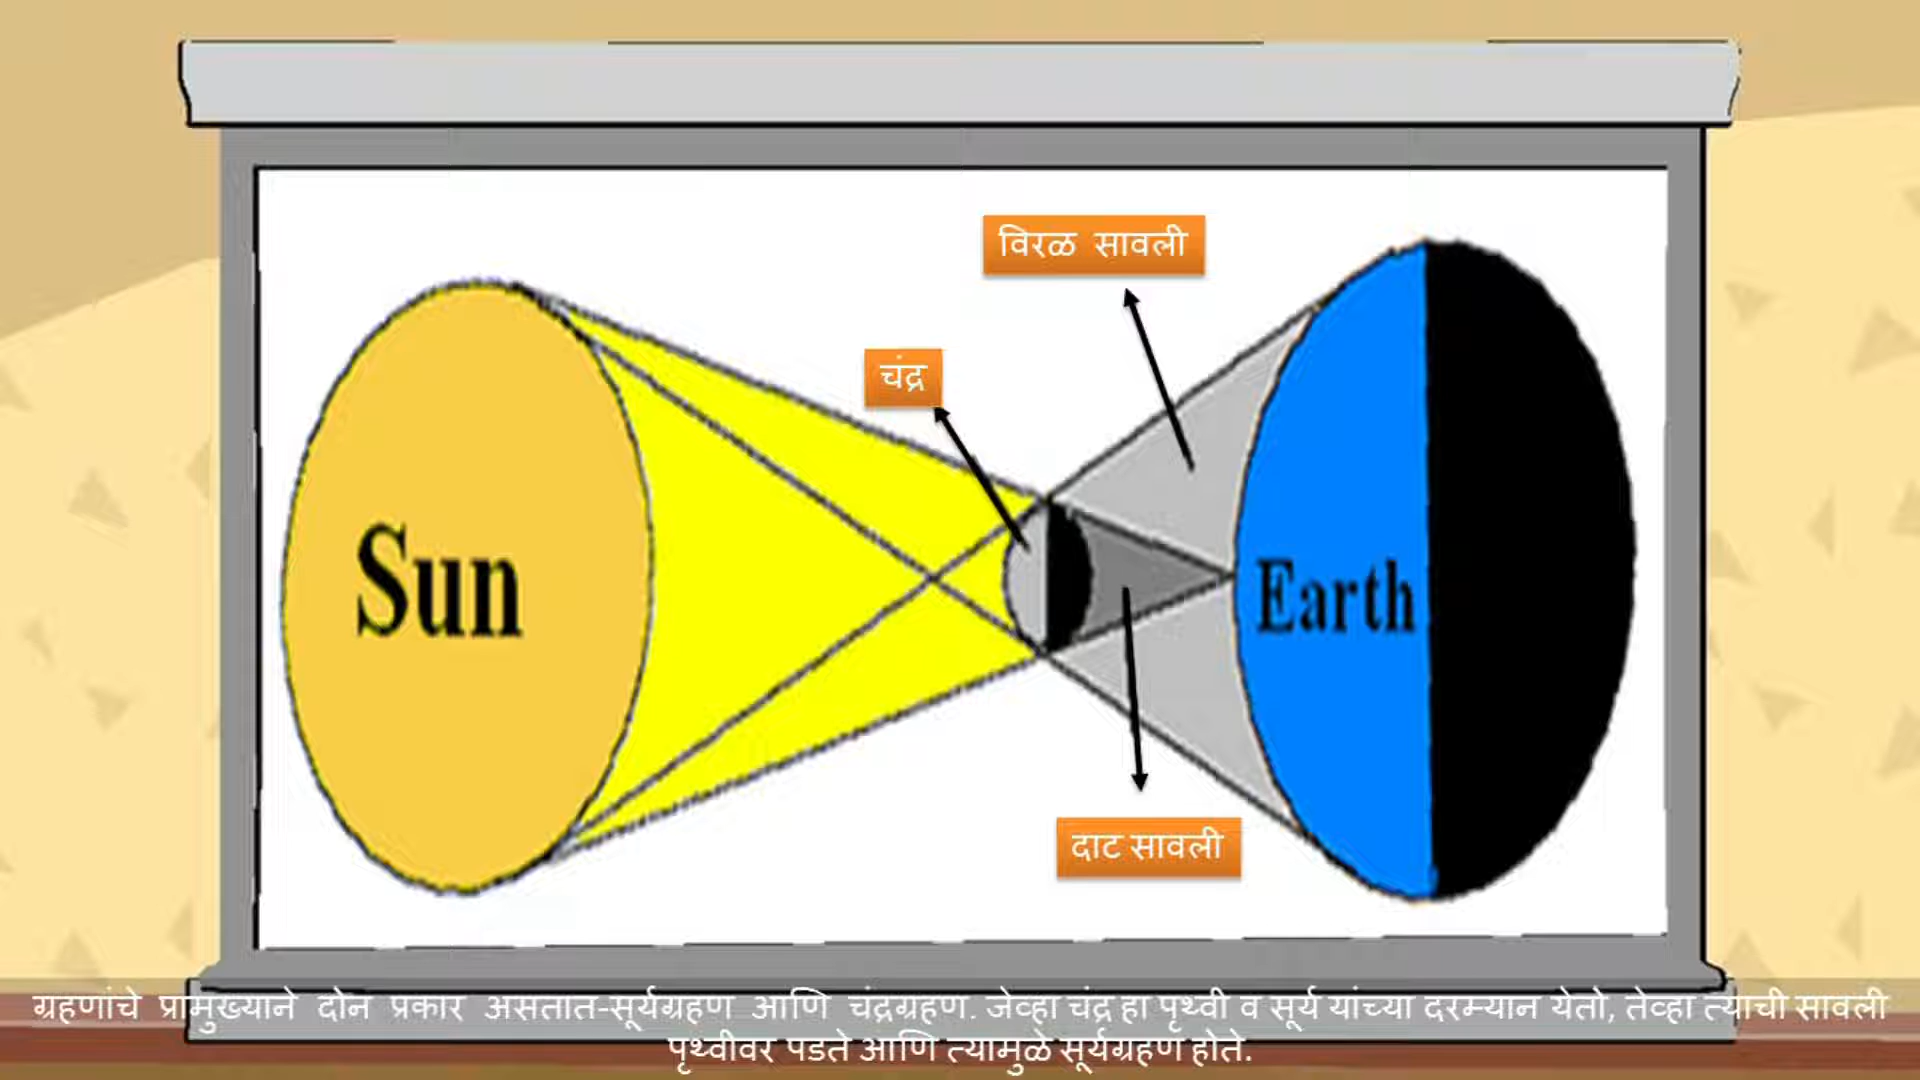 विरळ सावली
चंद्र
Sun
Earth
दाट सावली
ग्रहणांचे प्रामुख्याने दोन प्रकार असतात-सूर्यग्रहण आणि चंद्रग्रहण. जेव्हा चंद्र हा पृथ्वी व सूर्य यांच्या दरम्यान येतो, तेव्हा त्याची सावली
पृथ्वीवर पडते आणि त्यामुळे सूर्यग्रहण होते.